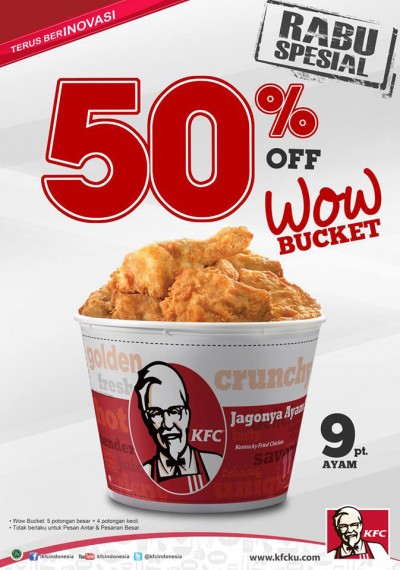 TERUS BERINOVASI
RABU
SPESIAL
50%
OFF
Wow
BUCKET
golden
fresh
crunchy
hot
Jagonya Ayam
Kentucky Fried Chicken
KFC
9 pt.
AYAM
• Wow Bucket: 5 potongan besar + 4 potongan kecil.
• Tidak berlaku untuk Pesan Antar & Pesanan Besar.
KFC
/kfcindonesia YouTube kfcindonesia @kfcindonesia
www.kfcku.com